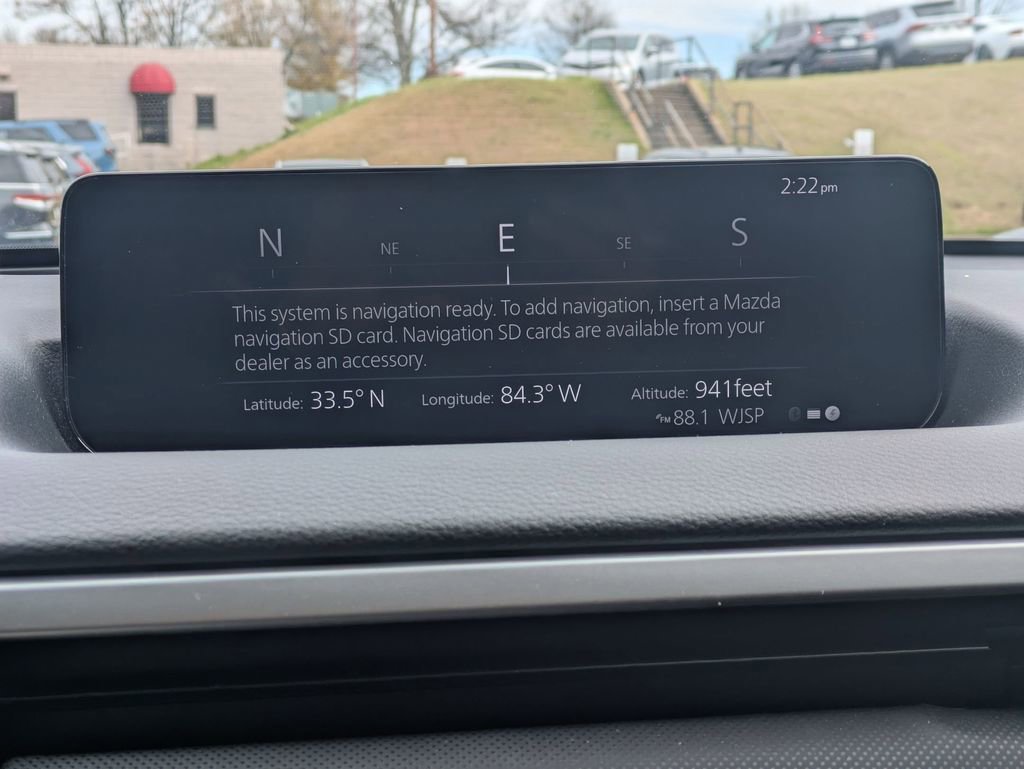 2:22pm
N NE E SE S
This system is navigation ready. To add navigation, insert a Mazda
navigation SD card. Navigation SD cards are available from your
dealer as an accessory.
Latitude: 33.5° N Longitude: 84.3° W Altitude: 941feet
FM 88.1 WJSP